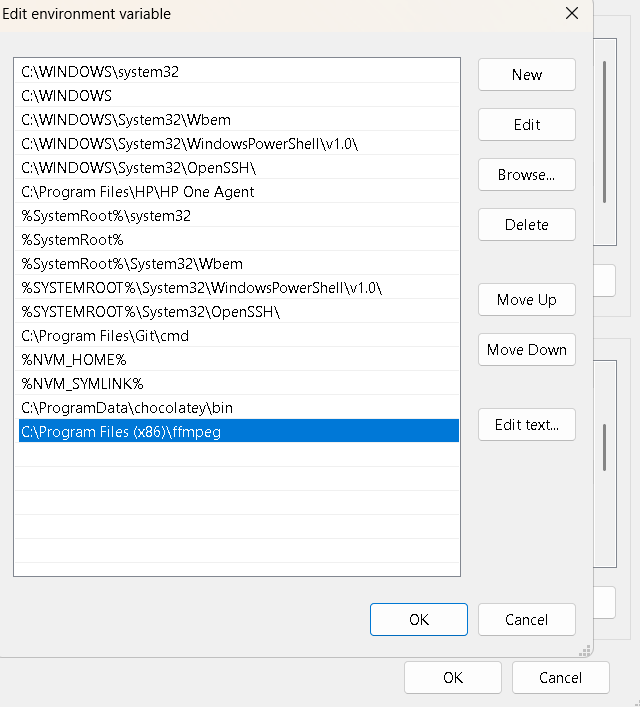 Edit environment variable
C:\WINDOWS\system32
C:\WINDOWS
C:\WINDOWS\System32\Wbem
C:\WINDOWS\System32\WindowsPowerShell\v1.0\
C:\WINDOWS\System32\OpenSSH\
C:\Program Files\HP\HP One Agent
%SystemRoot%\system32
%SystemRoot%
%SystemRoot%\System32\Wbem
%SYSTEMROOT%\System32\WindowsPowerShell\v1.0\
%SYSTEMROOT%\System32\OpenSSH\
C:\Program Files\Git\cmd
%NVM_HOME%
%NVM_SYMLINK%
C:\ProgramData\chocolatey\bin
C:\Program Files (x86)\ffmpeg
New
Edit
Browse...
Delete
Move Up
Move Down
Edit text...
OK
Cancel
OK
Cancel